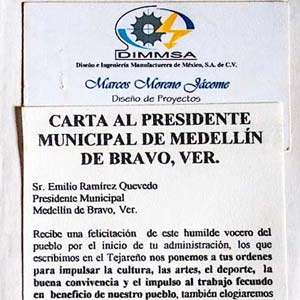 DIMMSA
Diseño e Ingeniería Manufacturera de México, S.A. de C.V.
Marcos Moreno Jácome
Diseño de Proyectos
CARTA AL PRESIDENTE
MUNICIPAL DE MEDELLÍN
DE BRAVO, VER.
Sr. Emilio Ramírez Quevedo
Presidente Municipal
Medellín de Bravo, Ver.
Recibe una felicitación de este humilde vocero del
pueblo por el inicio de tu administración, los que
escribimos en el Tejareño nos ponemos a tus ordenes
para impulsar la cultura, las artes, el deporte, la
buena convivencia y el impulso al trabajo fecundo
en beneficio de nuestro pueblo, también elogiaremos